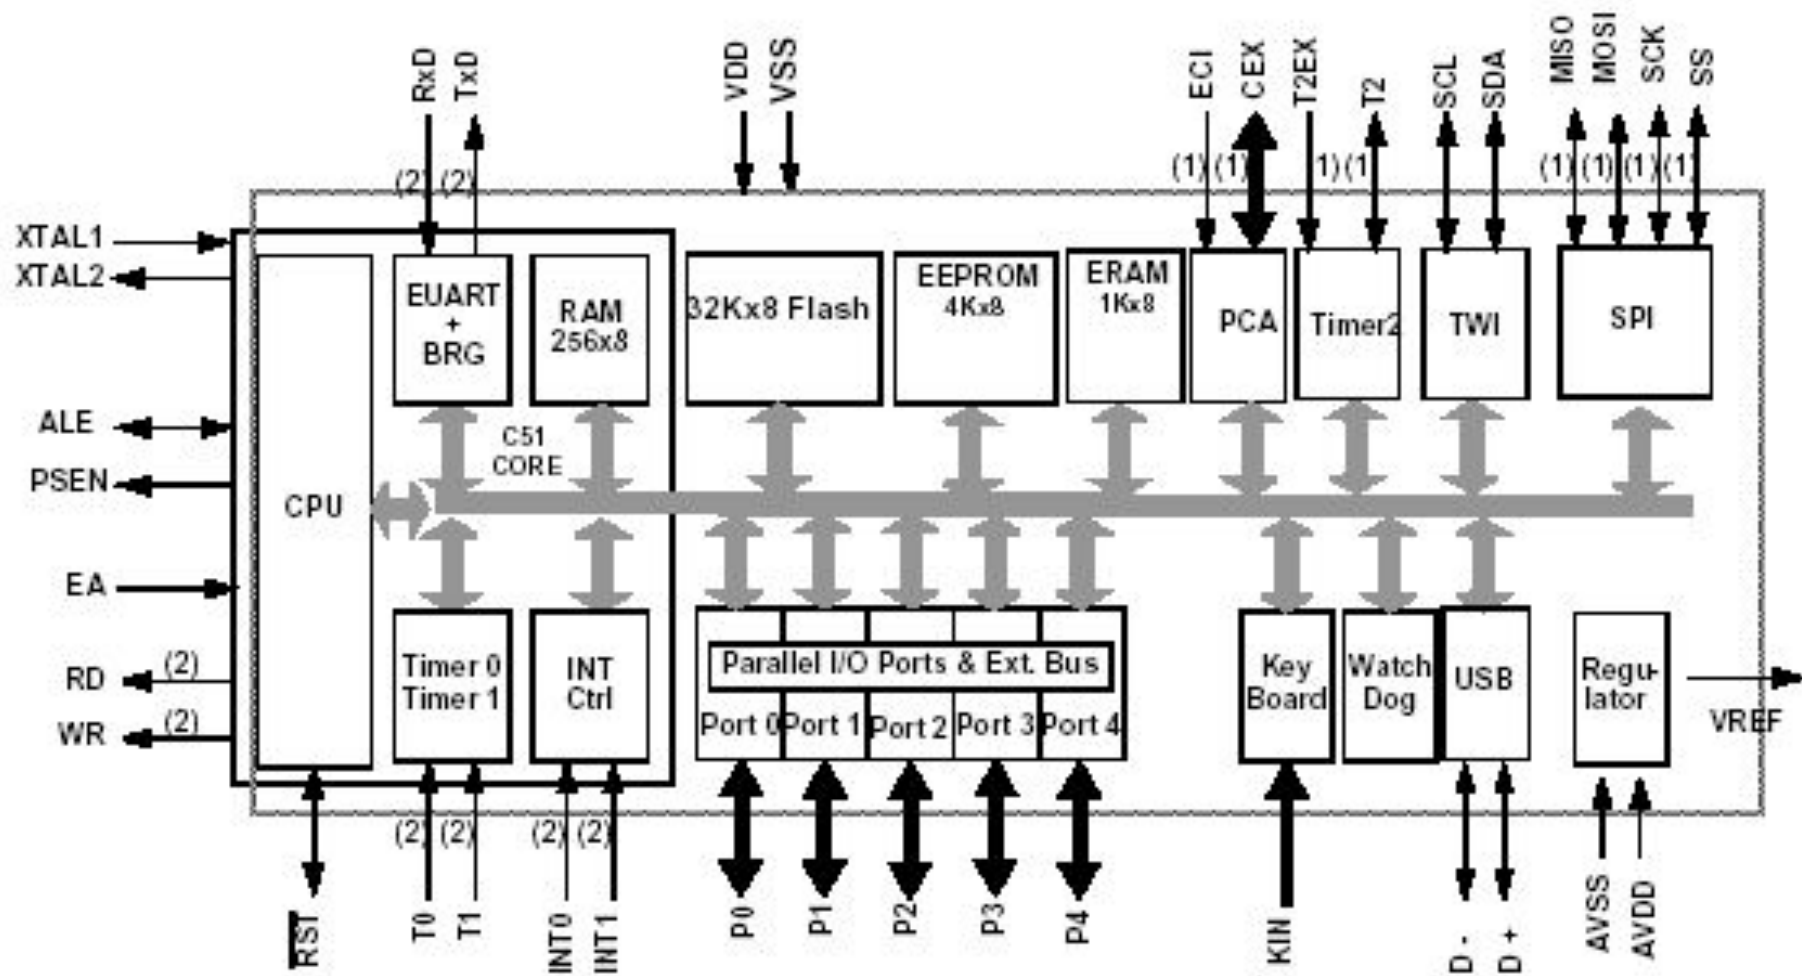 RxD
TxD
VDD
VSS
ECI
CEX
T2EX
T2
SCL
SDA
MISO
MOSI
SCK
SS
(2) (2)
(1) (1)
1) (1
(1) (1) (1) (1)
XTAL1
XTAL2
ALE
PSEN
EA
RD (2)
WR (2)
CPU
EUART
+
BRG
RAM
256x8
C51
CORE
32Kx8 Flash
EEPROM
4Kx8
ERAM
1Kx8
PCA
Timer2
TWI
SPI
Timer 0
Timer 1
INT
Ctrl
Parallel I/O Ports & Ext. Bus
Port 0
Port 1
Port 2
Port 3
Port 4
Key
Board
Watch
Dog
USB
Regu-
lator
VREF
(2) (2)
(2) (2)
RST
T0
T1
INT0
INT1
P0
P1
P2
P3
P4
KIN
D -
D +
AVSS
AVDD